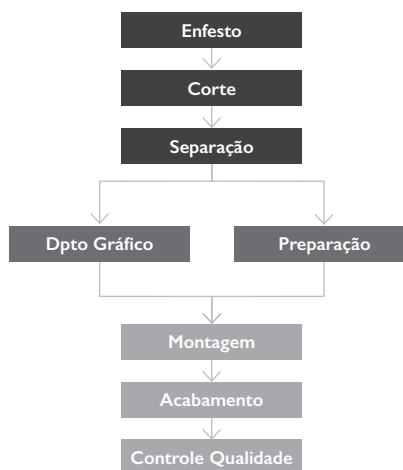 Enfesto
Corte
Separação
Dpto Gráfico
Preparação
Montagem
Acabamento
Controle Qualidade